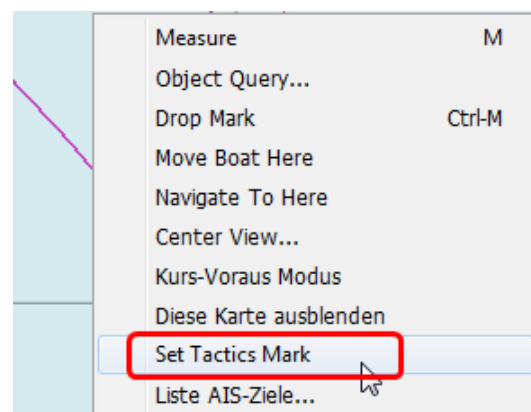 Measure M
Object Query...
Drop Mark Ctrl-M
Move Boat Here
Navigate To Here
Center View...
Kurs-Voraus Modus
Diese Karte ausblenden
Set Tactics Mark
Liste AIS-Ziele...